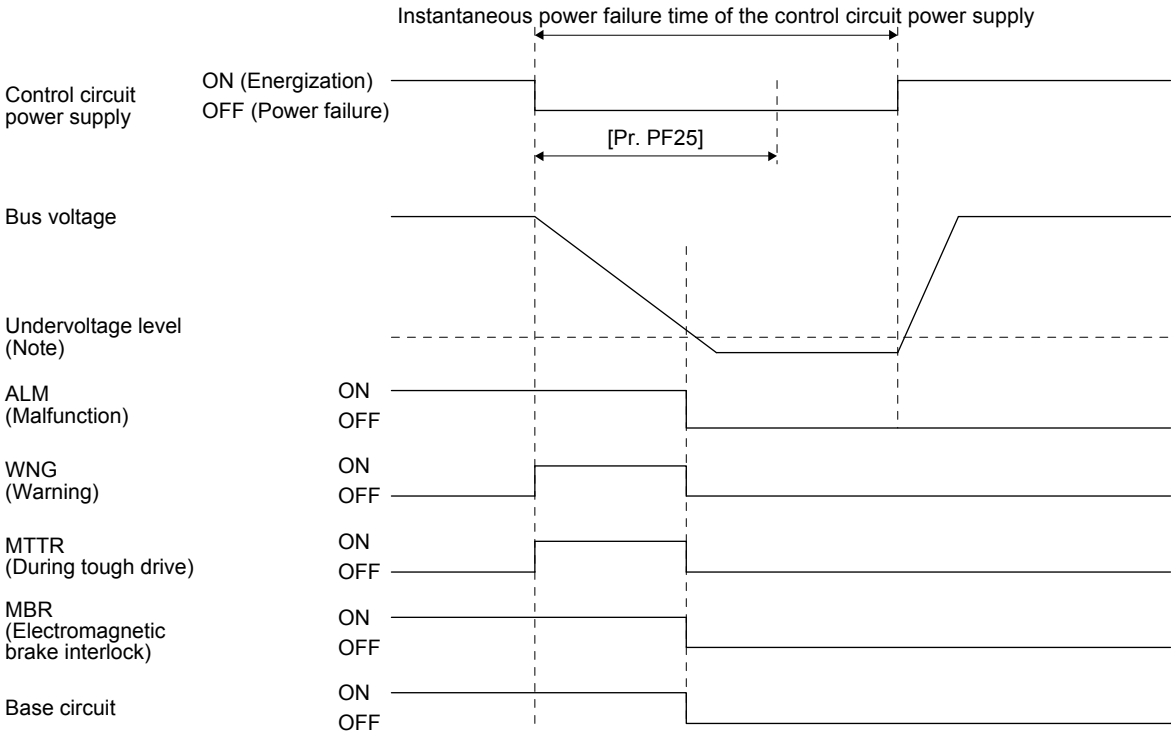 Instantaneous power failure time of the control circuit power supply
Control circuit
power supply
ON (Energization)
OFF (Power failure)
[Pr. PF25]
Bus voltage
Undervoltage level
(Note)
ALM
(Malfunction)
ON
OFF
WNG
(Warning)
ON
OFF
MTTR
(During tough drive)
ON
OFF
MBR
(Electromagnetic
brake interlock)
ON
OFF
Base circuit
ON
OFF